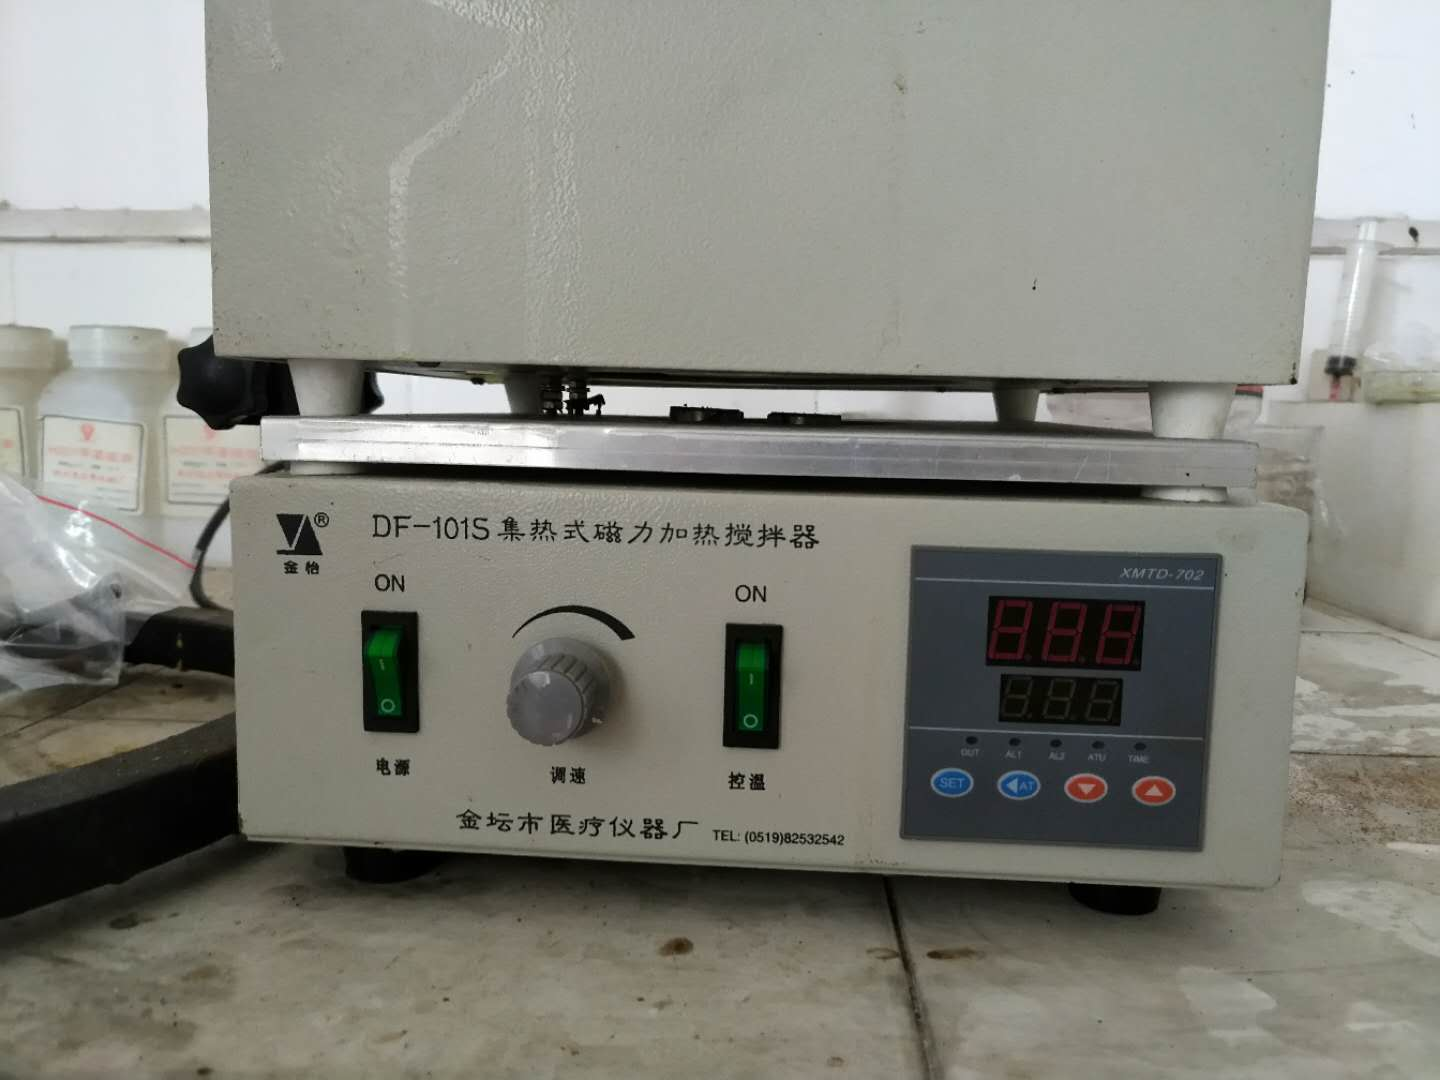 DF-101S 集热式磁力加热搅拌器
®
金怡
ON
ON
XMTD-702
888
888
OUT AL1 AL2 ATU TIME
SET ◀AT
电源
调速
控温
金坛市医疗仪器厂 TEL: (0519)82532542